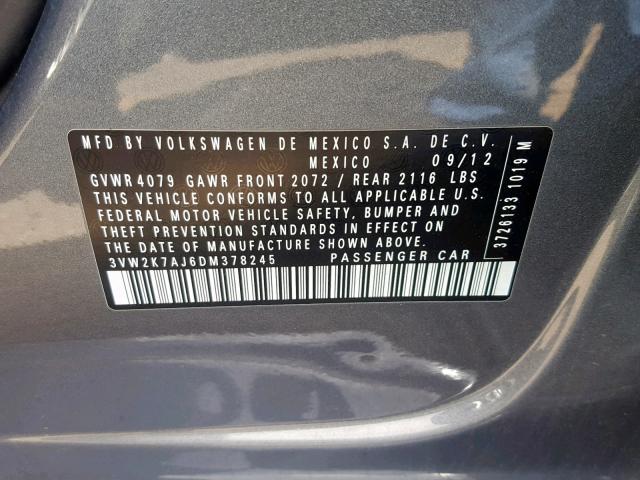 MFD BY VOLKSWAGEN DE MEXICO S.A. DE C.V.
MEXICO 09/12
GVWR 4079 GAWR FRONT 2072 / REAR 2116 LBS
THIS VEHICLE CONFORMS TO ALL APPLICABLE U.S.
FEDERAL MOTOR VEHICLE SAFETY, BUMPER AND
THEFT PREVENTION STANDARDS IN EFFECT ON
THE DATE OF MANUFACTURE SHOWN ABOVE.
3VW2K7AJ6DM378245 PASSENGER CAR
3726133 1019 M